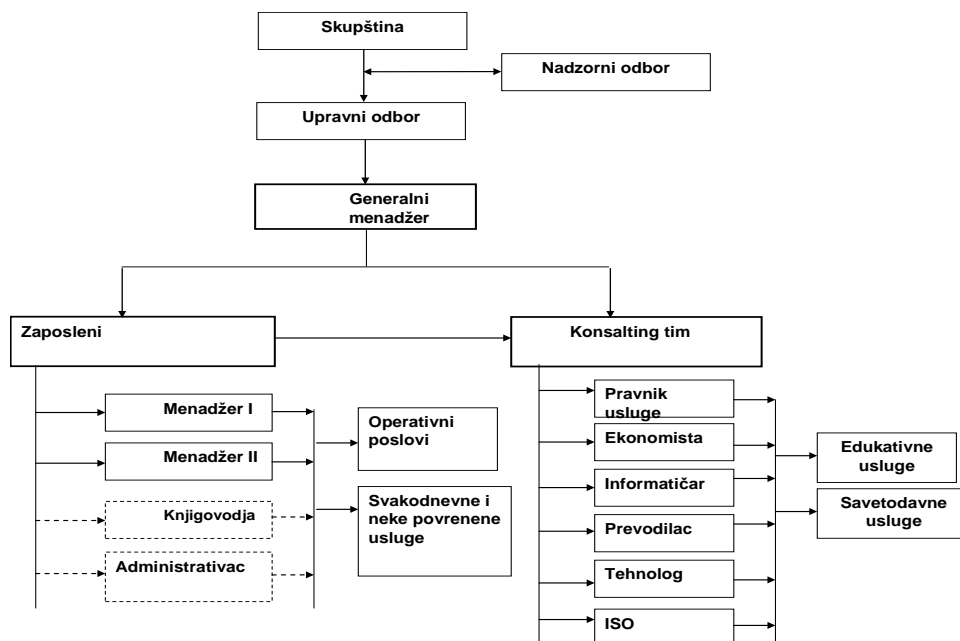 Skupština
Nadzorni odbor
Upravni odbor
Generalni
menadžer
Zaposleni
Konsalting tim
Menadžer I
Menadžer II
Knjigovodja
Administrativac
Operativni
poslovi
Svakodnevne i
neke povrenene
usluge
Pravnik
usluge
Ekonomista
Informatičar
Prevodilac
Tehnolog
ISO
Edukativne
usluge
Savetodavne
usluge